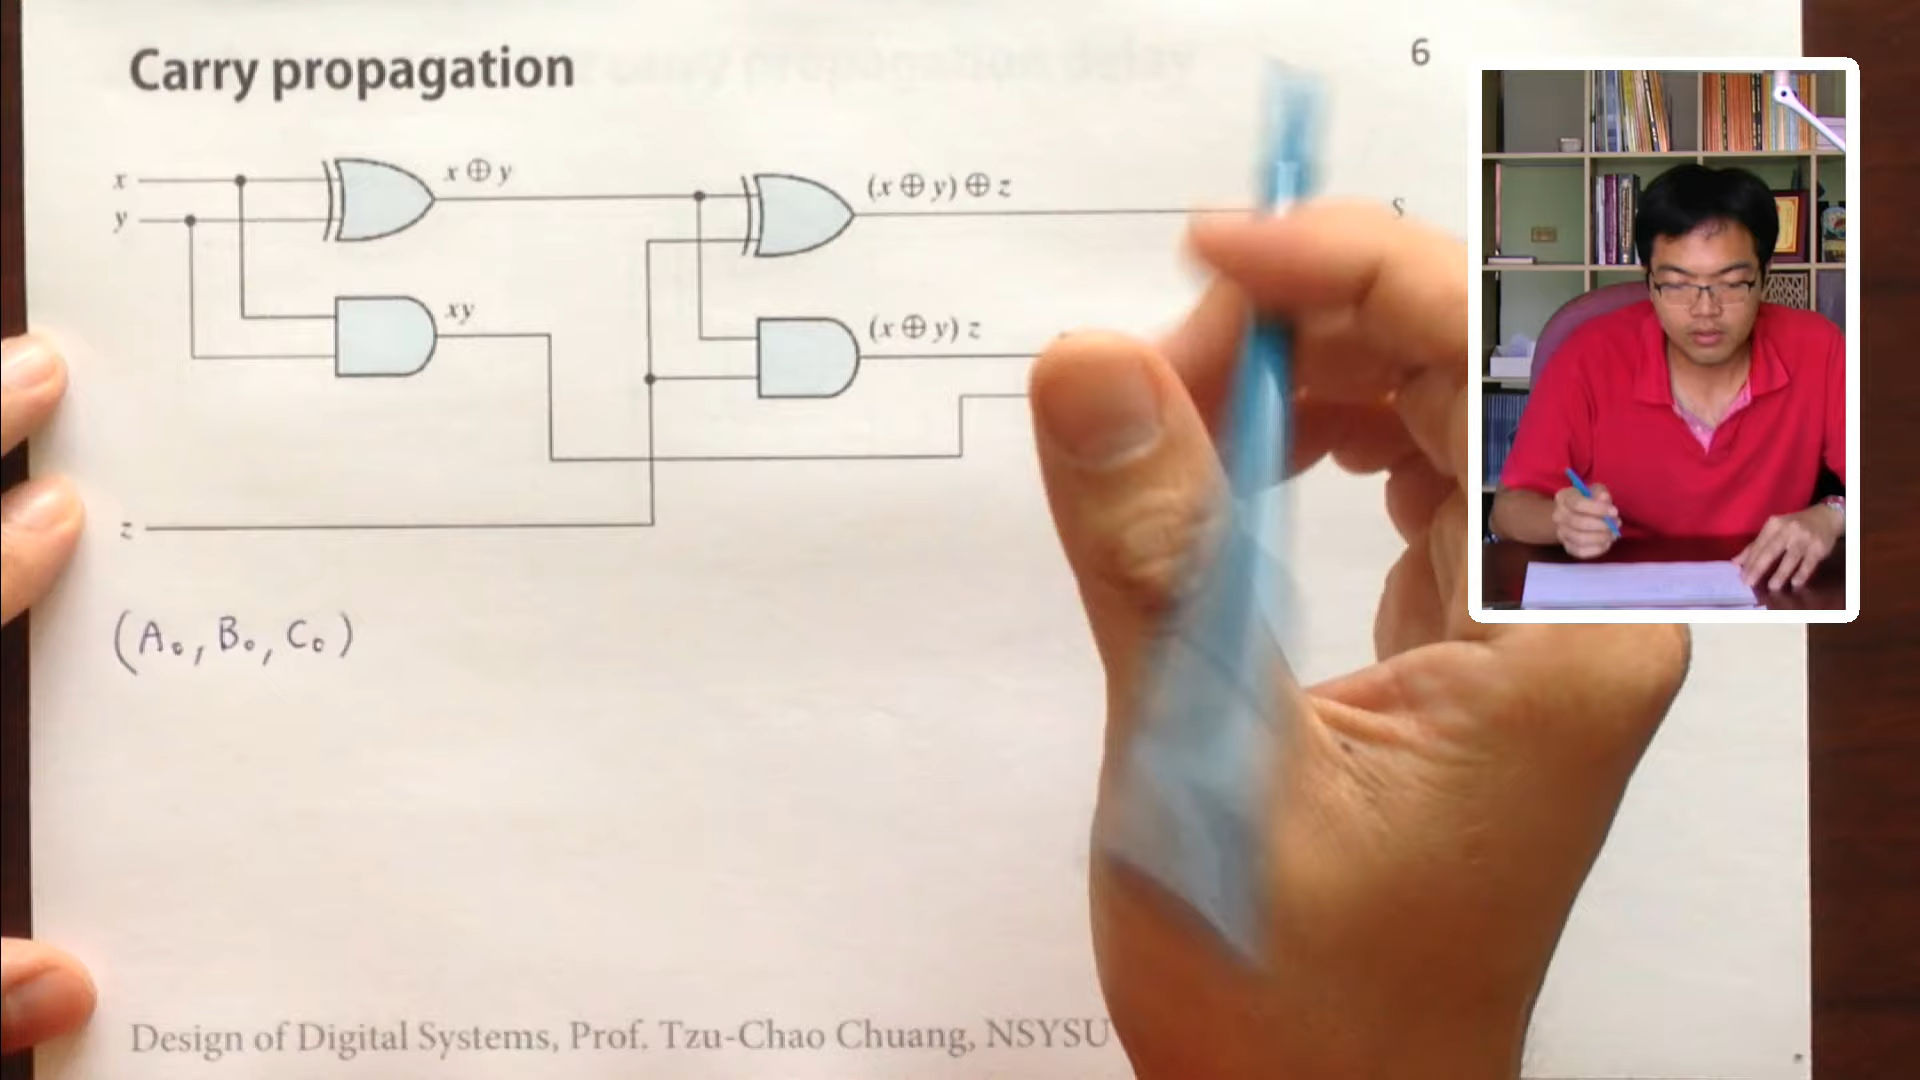 Carry propagation
6
x
y
x ⊕ y
(x ⊕ y) ⊕ z
S
xy
(x ⊕ y) z
z
(A₀, B₀, C₀)
Design of Digital Systems, Prof. Tzu-Chao Chuang, NSYSU